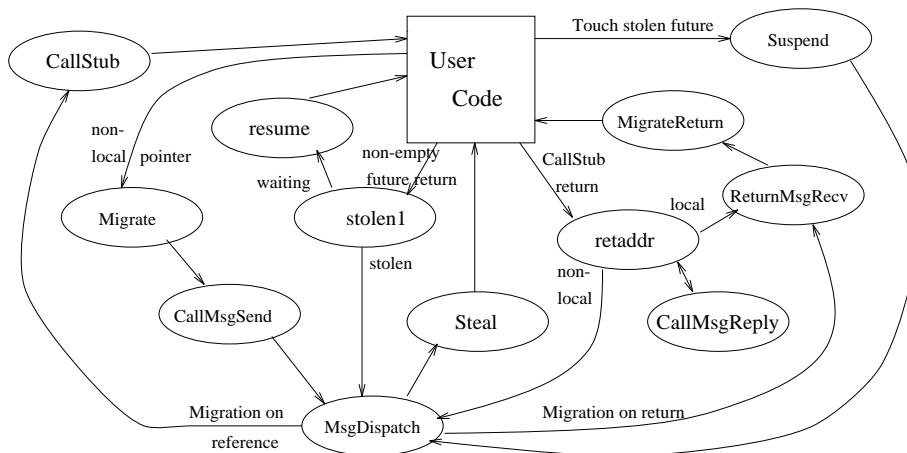 Touch stolen future
Suspend
CallStub
User
Code
resume
MigrateReturn
non-
local
pointer
non-empty
future return
CallStub
return
waiting
ReturnMsgRecv
Migrate
stolen1
local
retaddr
stolen
non-
local
CallMsgSend
Steal
CallMsgReply
Migration on
reference
MsgDispatch
Migration on return